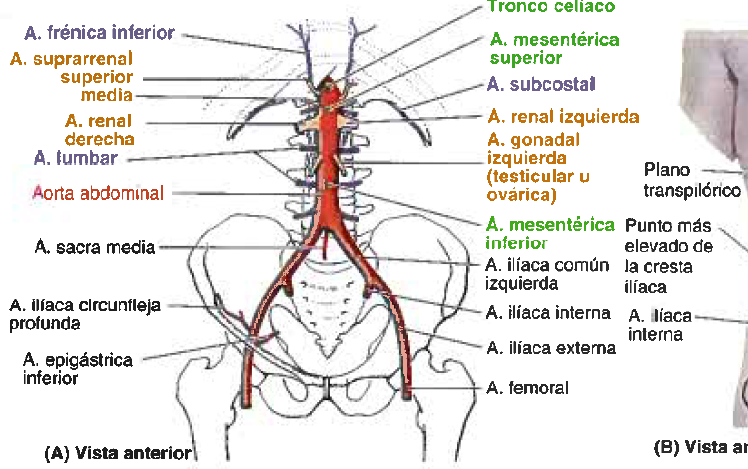 A. frénica inferior
A. suprarrenal
superior
media
A. renal
derecha
A. lumbar
Aorta abdominal
A. sacra media
A. ilíaca circunfleja
profunda
A. epigástrica
inferior
(A) Vista anterior
Tronco celíaco
A. mesentérica
superior
A. subcostal
A. renal izquierda
A. gonadal
izquierda
(testicular u
ovárica)
A. mesentérica
inferior
A. ilíaca común
izquierda
A. ilíaca interna
A. ilíaca externa
A. femoral
Plano
transpilórico
Punto más
elevado de
la cresta
ilíaca
A. ilíaca
interna
(B) Vista an